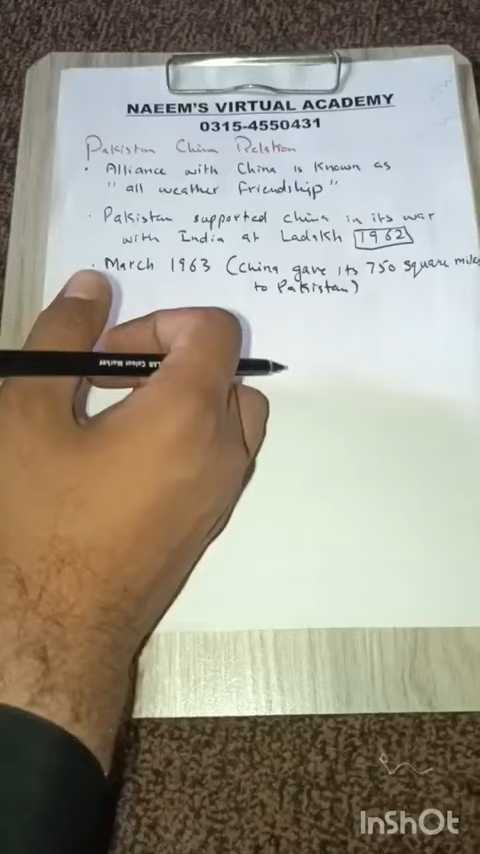 NAEEM'S VIRTUAL ACADEMY
0315-4550431
Pakistan China Relation
• Alliance with China is known as
" all weather Friendship "
· Pakistan supported china in its war
with India at Ladakh 1962
· March 1963 (China gave its 750 square miles
to Pakistan)
Colour Marker
InShOt